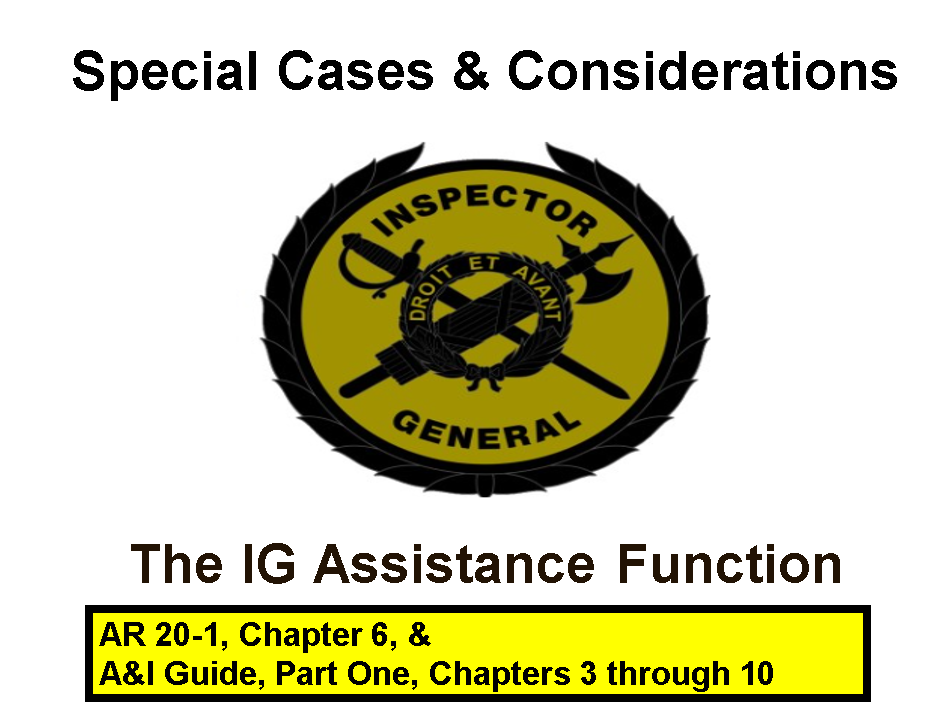 Special Cases & Considerations
INSPECTOR
DROIT ET AVANT
GENERAL
The IG Assistance Function
AR 20-1, Chapter 6, &
A&I Guide, Part One, Chapters 3 through 10